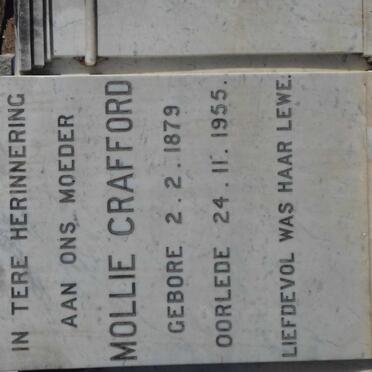 IN TERE HERINNERING
AAN ONS MOEDER
MOLLIE CRAFFORD
GEBORE 2.2.1879
OORLEDE 24.11.1955.
LIEFDEVOL WAS HAAR LEWE.